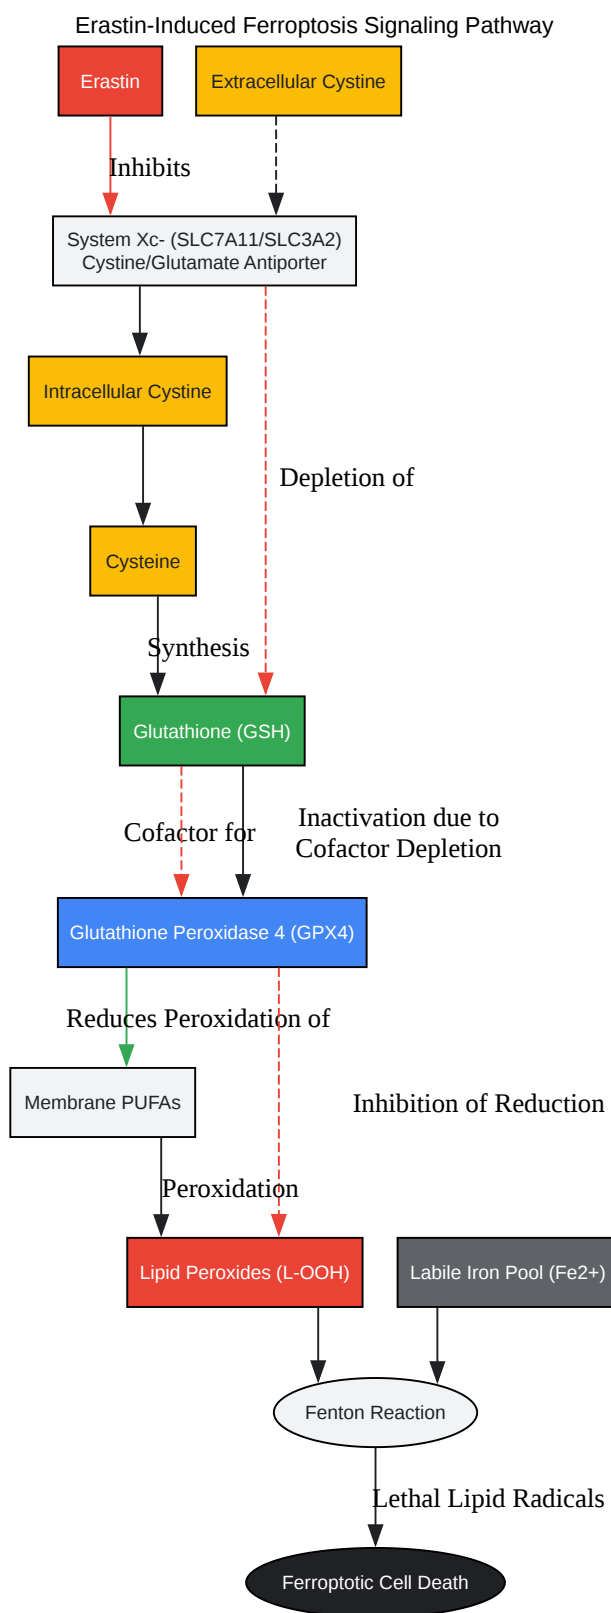 Erastin-Induced Ferroptosis Signaling Pathway
Erastin
Extracellular Cystine
Inhibits
System Xc- (SLC7A11/SLC3A2)
Cystine/Glutamate Antiporter
Intracellular Cystine
Depletion of
Cysteine
Synthesis
Glutathione (GSH)
Cofactor for
Inactivation due to
Cofactor Depletion
Glutathione Peroxidase 4 (GPX4)
Reduces Peroxidation of
Membrane PUFAs
Inhibition of Reduction
Peroxidation
Lipid Peroxides (L-OOH)
Labile Iron Pool (Fe2+)
Fenton Reaction
Lethal Lipid Radicals
Ferroptotic Cell Death